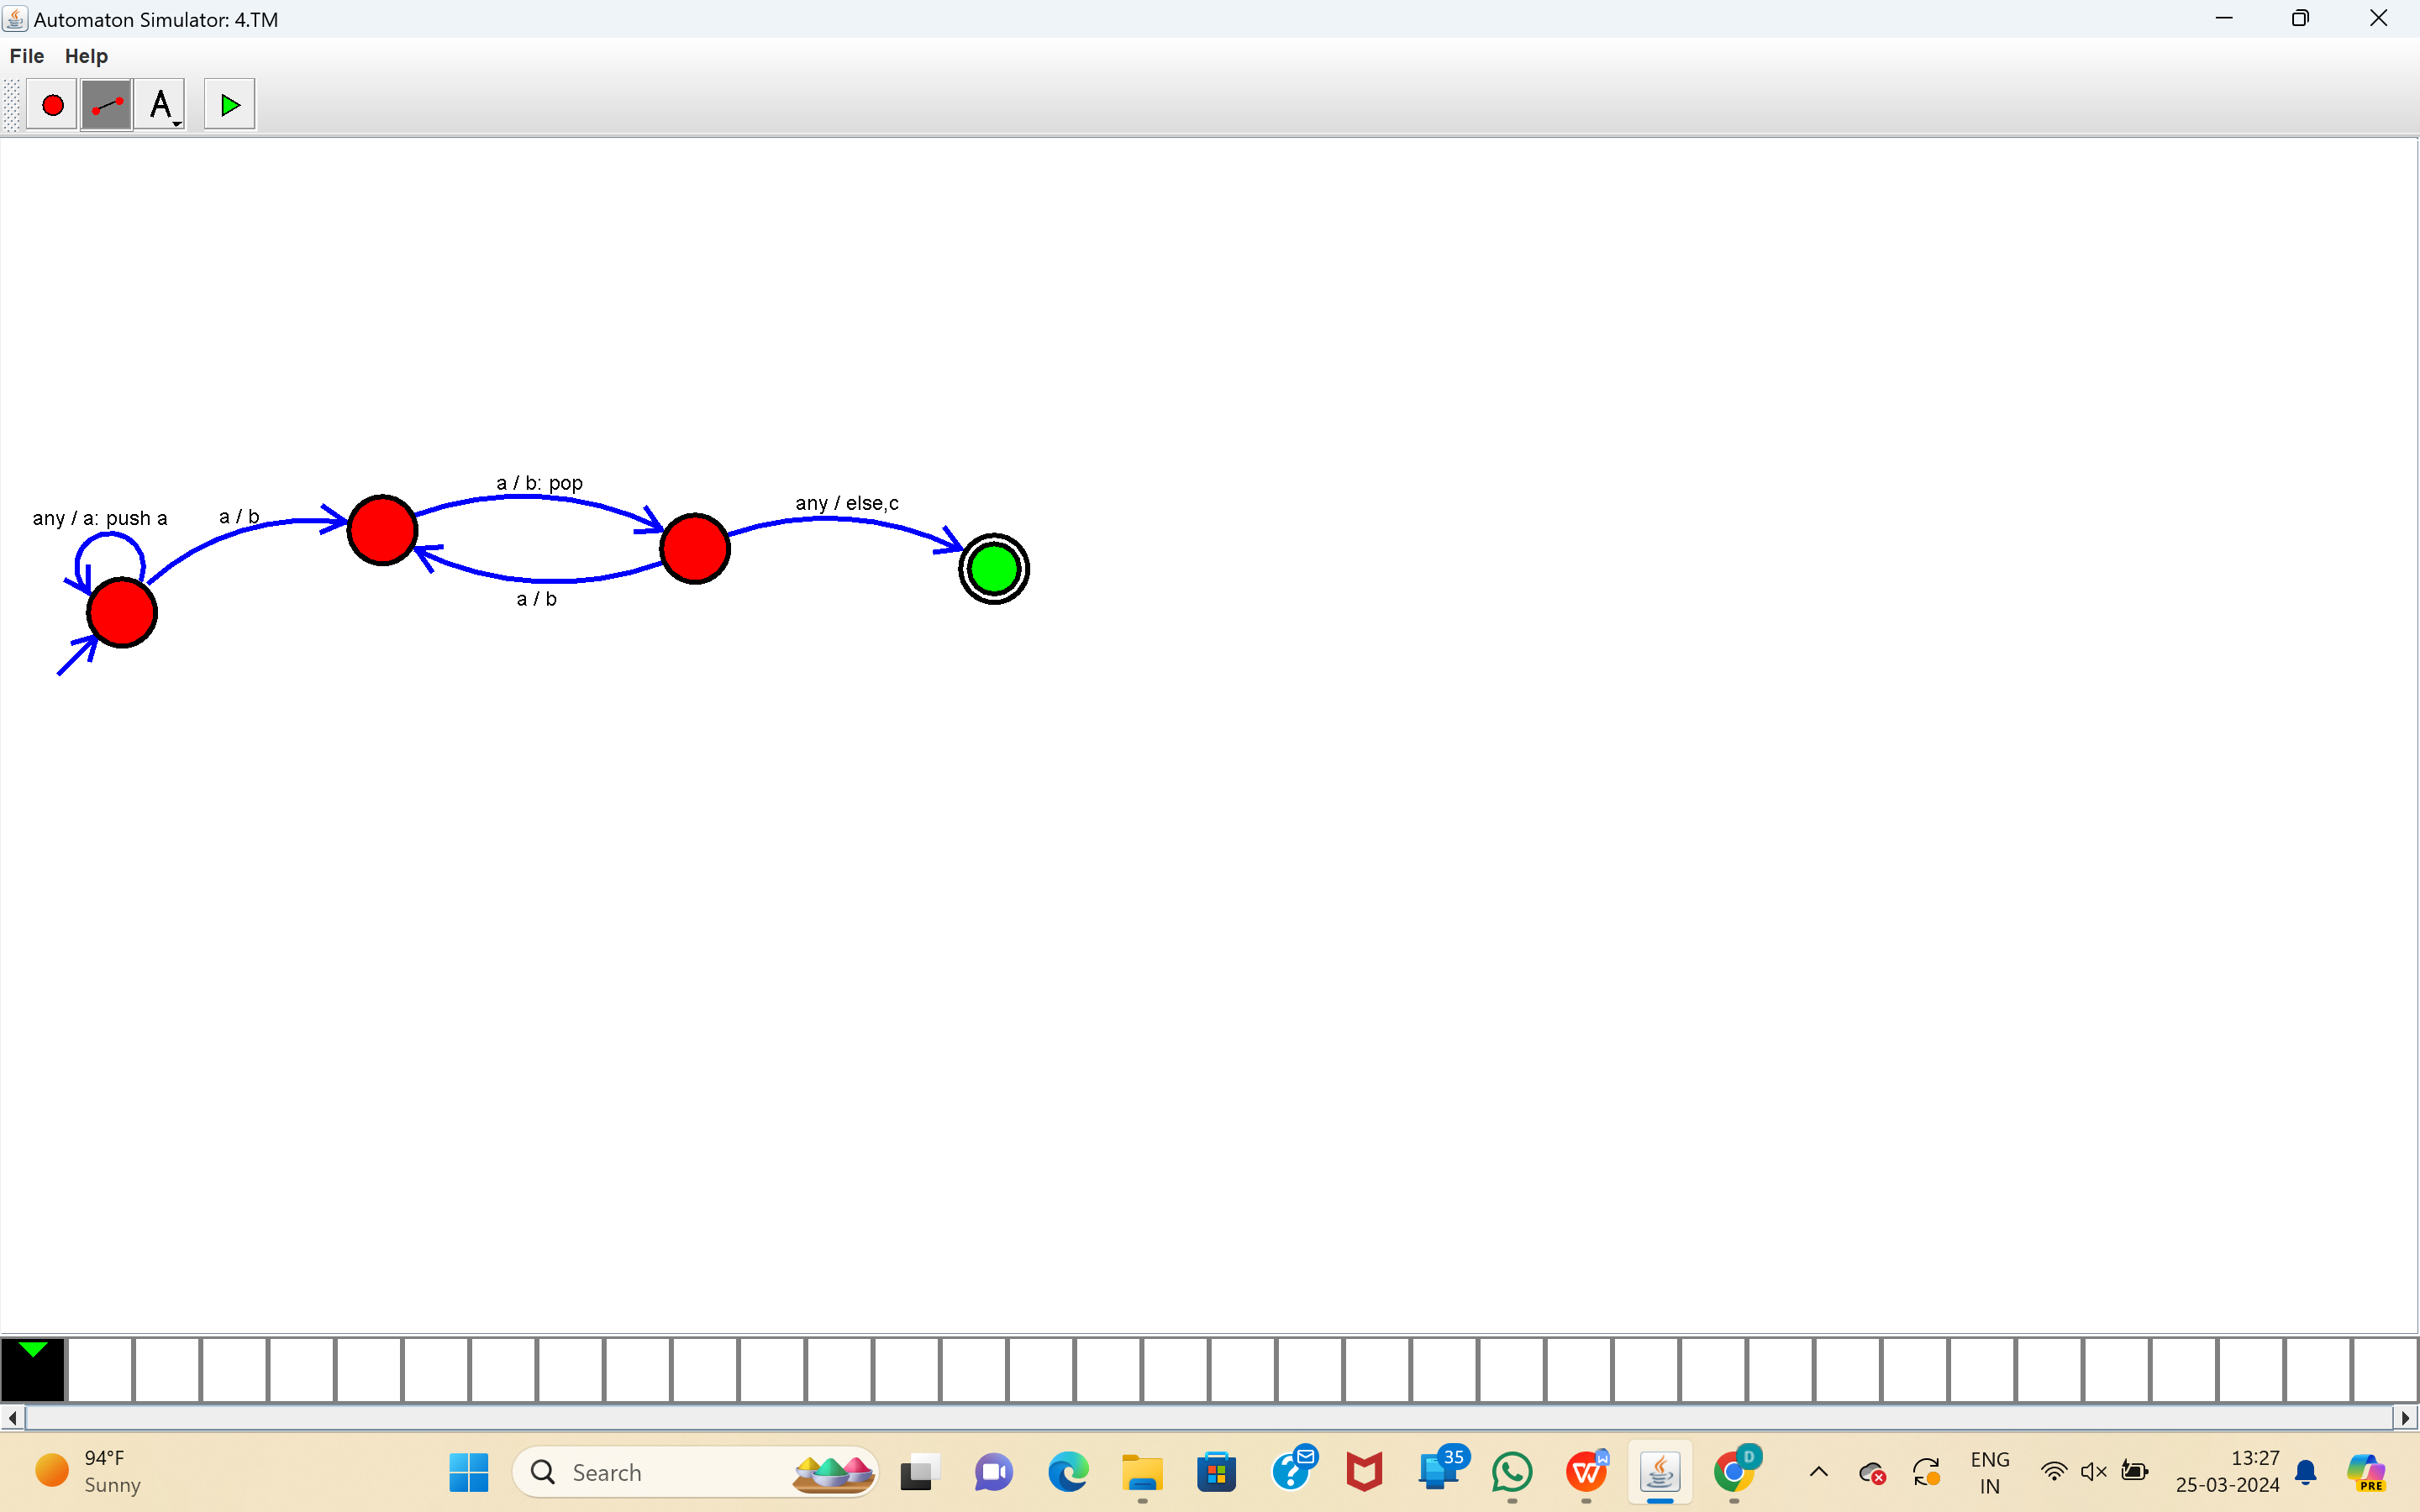 Automaton Simulator: 4.TM
File Help
A
a / b: pop
any / else,c
any / a: push a
a / b
a / b
94°F
Sunny
Search
35
D
ENG
IN
13:27
25-03-2024
PRE